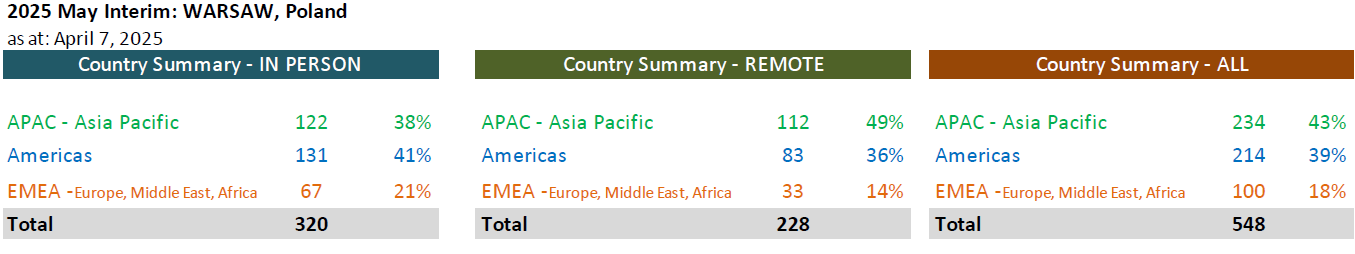 2025 May Interim: WARSAW, Poland
as at: April 7, 2025
Country Summary - IN PERSON
APAC - Asia Pacific 122 38%
Americas 131 41%
EMEA -Europe, Middle East, Africa 67 21%
Total 320
Country Summary - REMOTE
APAC - Asia Pacific 112 49%
Americas 83 36%
EMEA -Europe, Middle East, Africa 33 14%
Total 228
Country Summary - ALL
APAC - Asia Pacific 234 43%
Americas 214 39%
EMEA -Europe, Middle East, Africa 100 18%
Total 548